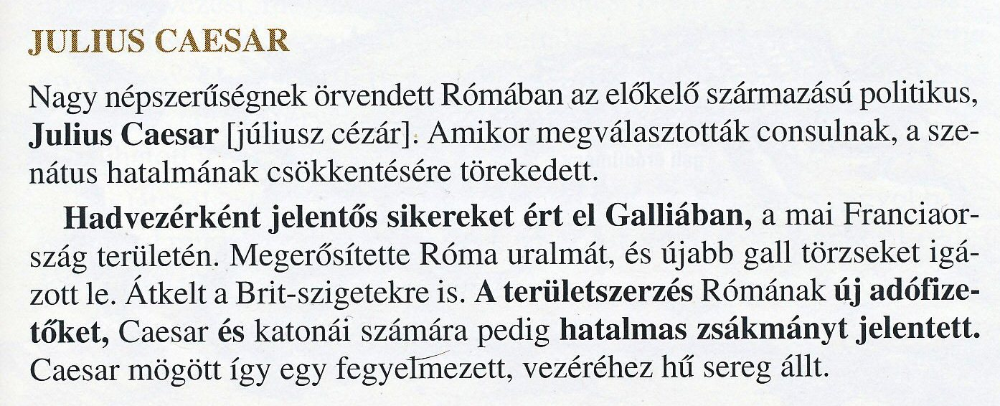 JULIUS CAESAR
Nagy népszerűségnek örvendett Rómában az előkelő származású politikus,
Julius Caesar [júliusz cézár]. Amikor megválasztották consulnak, a sze-
nátus hatalmának csökkentésére törekedett.
Hadvezérként jelentős sikereket ért el Galliában, a mai Franciaor-
szág területén. Megerősítette Róma uralmát, és újabb gall törzseket igá-
zott le. Átkelt a Brit-szigetekre is. A területszerzés Rómának új adófize-
tőket, Caesar és katonái számára pedig hatalmas zsákmányt jelentett.
Caesar mögött így egy fegyelmezett, vezéréhez hű sereg állt.